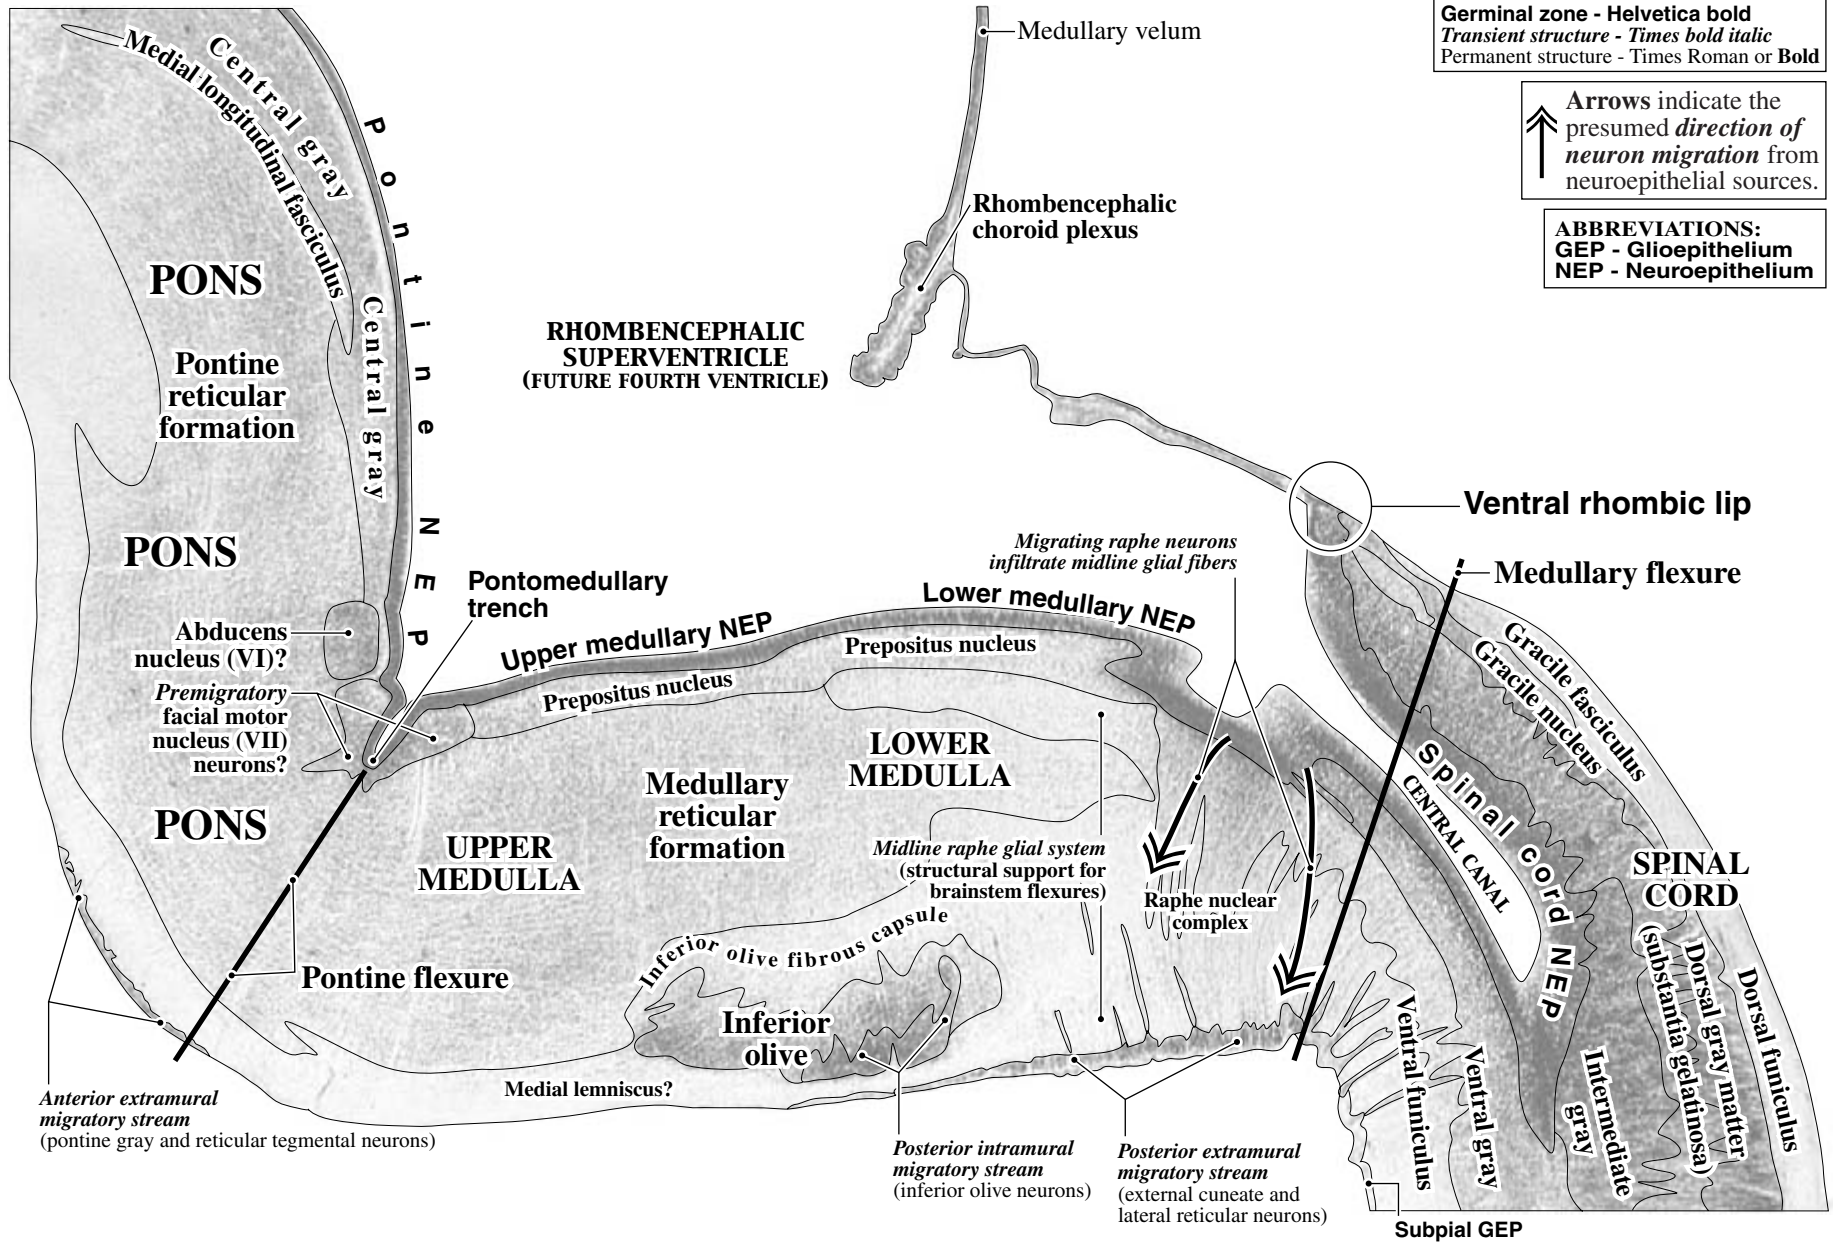 Germinal zone - Helvetica bold
Transient structure - Times bold italic
Permanent structure - Times Roman or Bold
Arrows indicate the
presumed direction of
neuron migration from
neuroepithelial sources.
ABBREVIATIONS:
GEP - Glioepithelium
NEP - Neuroepithelium
Medullary velum
Rhombencephalic
choroid plexus
RHOMBENCEPHALIC
SUPERVENTRICLE
(FUTURE FOURTH VENTRICLE)
Central gray
Medial longitudinal fasciculus
Pontine NEP
PONS
Central gray
Pontine
reticular
formation
PONS
Ventral rhombic lip
Medullary flexure
Migrating raphe neurons
infiltrate midline glial fibers
Pontomedullary
trench
Upper medullary NEP
Lower medullary NEP
Prepositus nucleus
Prepositus nucleus
Abducens
nucleus (VI)?
Premigratory
facial motor
nucleus (VII)
neurons?
PONS
Gracile fasciculus
Gracile nucleus
LOWER
MEDULLA
Medullary
reticular
formation
UPPER
MEDULLA
Midline raphe glial system
(structural support for
brainstem flexures)
Raphe nuclear
complex
Spinal cord NEP
CENTRAL CANAL
SPINAL
CORD
Inferior olive fibrous capsule
Pontine flexure
Inferior
olive
Medial lemniscus?
Ventral funiculus
Ventral gray
Intermediate
gray
Dorsal gray matter
(substantia gelatinosa)
Dorsal funiculus
Anterior extramural
migratory stream
(pontine gray and reticular tegmental neurons)
Posterior intramural
migratory stream
(inferior olive neurons)
Posterior extramural
migratory stream
(external cuneate and
lateral reticular neurons)
Subpial GEP